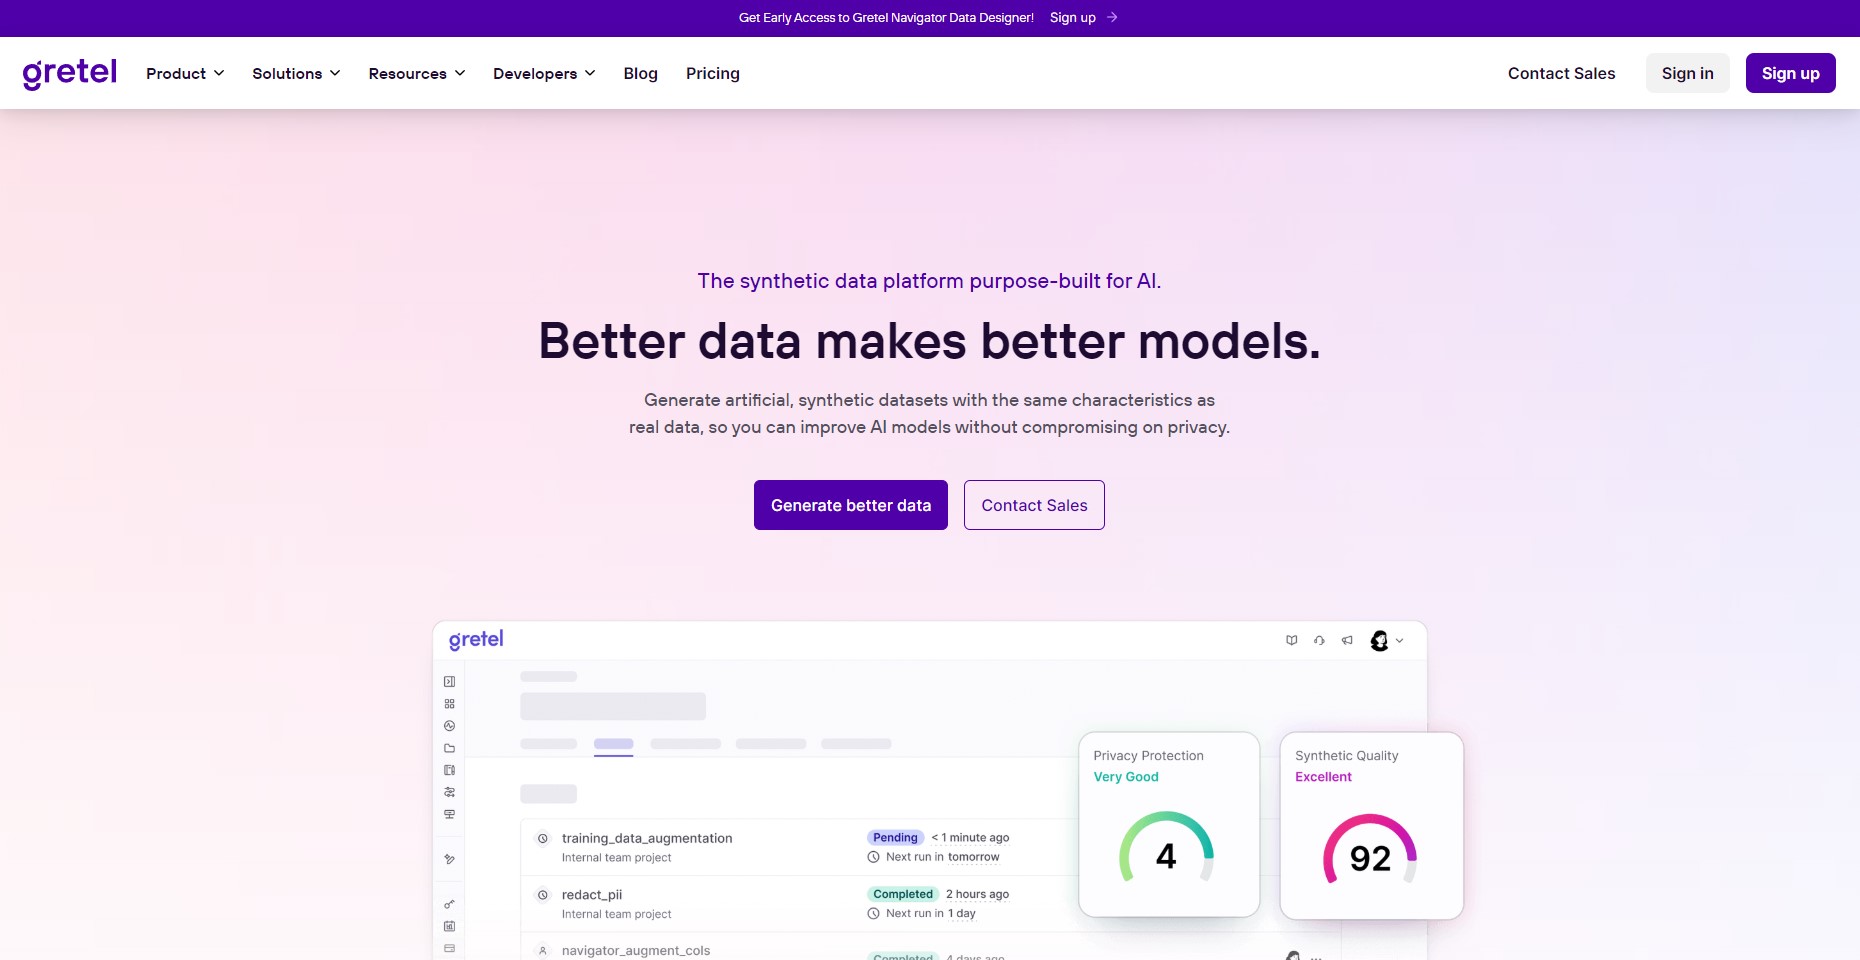 Get Early Access to Gretel Navigator Data Designer! Sign up
gretel Product Solutions Resources Developers Blog Pricing Contact Sales Sign in Sign up
The synthetic data platform purpose-built for AI.
Better data makes better models.
Generate artificial, synthetic datasets with the same characteristics as
real data, so you can improve AI models without compromising on privacy.
Generate better data Contact Sales
gretel
Privacy Protection
Very Good
4
Synthetic Quality
Excellent
92
training_data_augmentation Pending < 1 minute ago
Internal team project Next run in tomorrow
redact_pii Completed 2 hours ago
Internal team project Next run in 1 day
navigator_augment_cols Completed 4 days ago